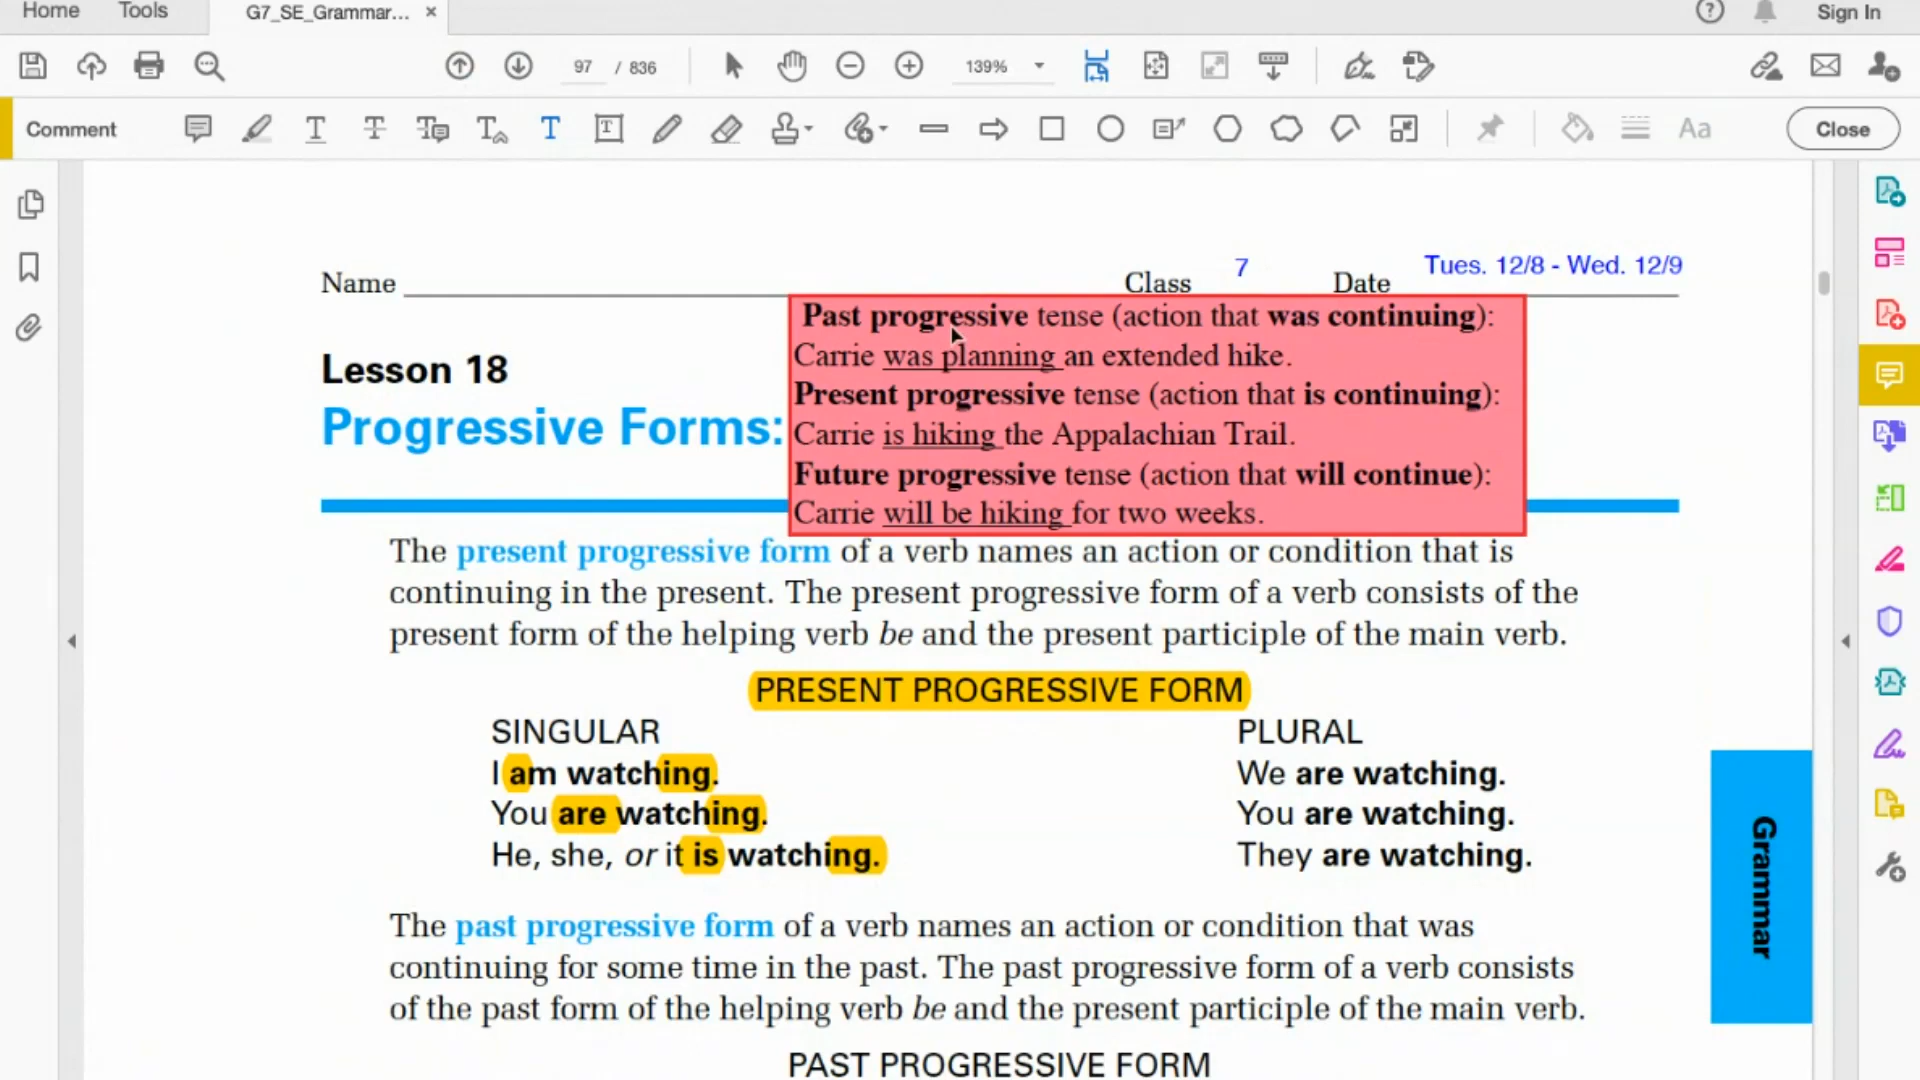 Home Tools G7_SE_Grammar... × Sign In
97 / 836 139%
Comment Aa Close
Name Class 7 Date Tues. 12/8 - Wed. 12/9
Past progressive tense (action that was continuing):
Carrie was planning an extended hike.
Present progressive tense (action that is continuing):
Carrie is hiking the Appalachian Trail.
Future progressive tense (action that will continue):
Carrie will be hiking for two weeks.
Lesson 18
Progressive Forms:
The present progressive form of a verb names an action or condition that is
continuing in the present. The present progressive form of a verb consists of the
present form of the helping verb be and the present participle of the main verb.
PRESENT PROGRESSIVE FORM
SINGULAR PLURAL
I am watching. We are watching.
You are watching. You are watching.
He, she, or it is watching. They are watching.
Grammar
The past progressive form of a verb names an action or condition that was
continuing for some time in the past. The past progressive form of a verb consists
of the past form of the helping verb be and the present participle of the main verb.
PAST PROGRESSIVE FORM